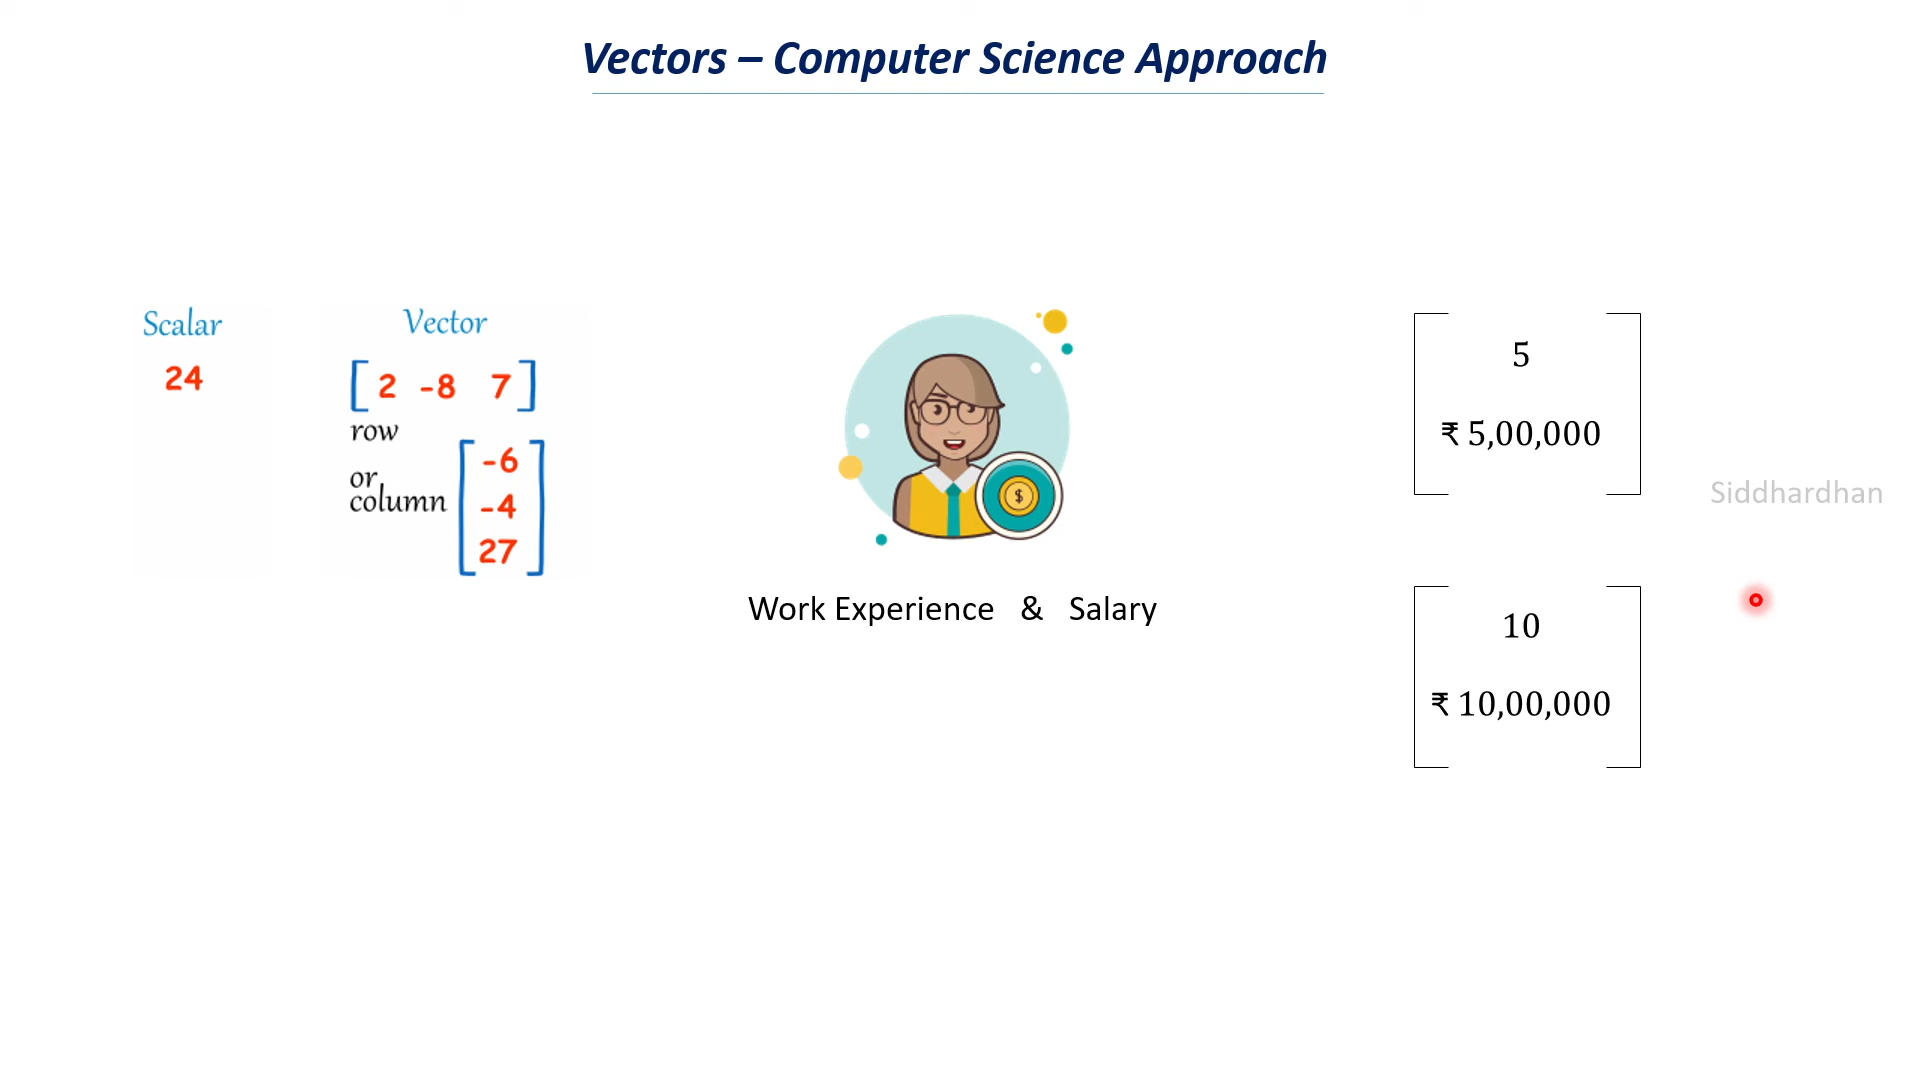 Vectors – Computer Science Approach
Scalar
24
Vector
[ 2 -8 7 ]
row
or
column
-6
-4
27
$
Work Experience & Salary
5
₹ 5,00,000
10
₹ 10,00,000
Siddhardhan